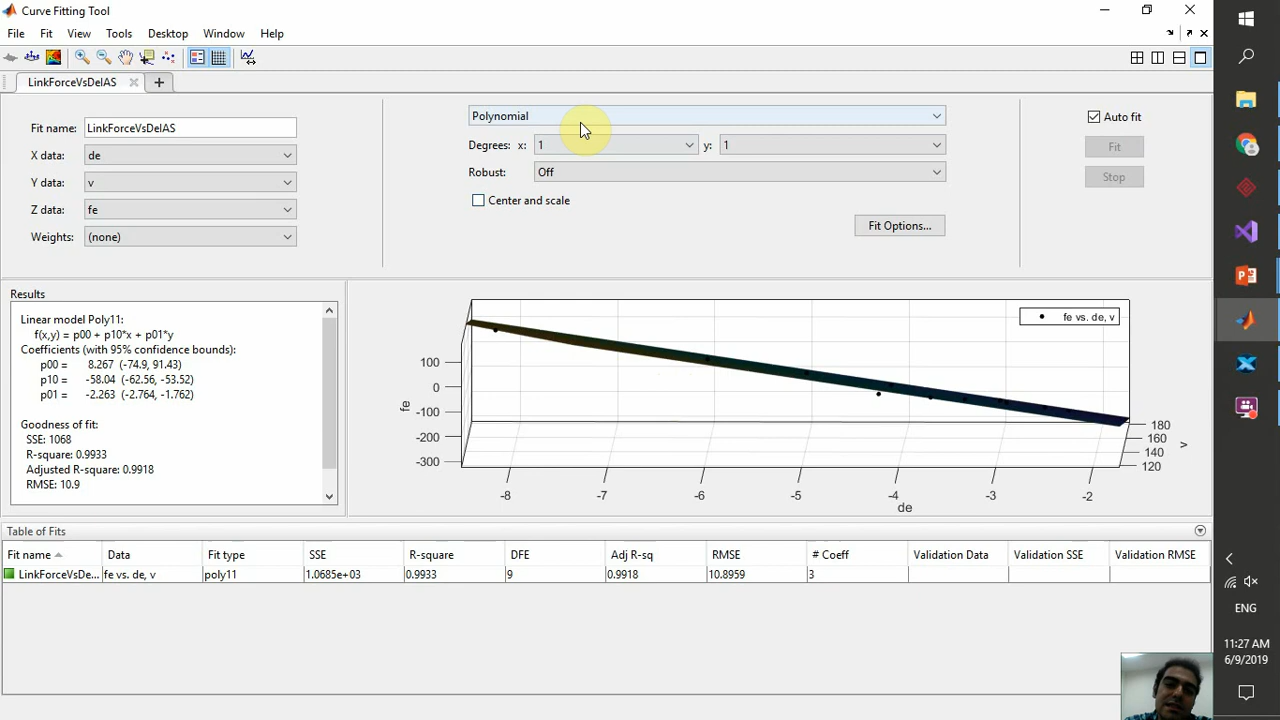 Curve Fitting Tool
File Fit View Tools Desktop Window Help
LinkForceVsDelAS
Fit name: LinkForceVsDelAS
X data: de
Y data: v
Z data: fe
Weights: (none)
Polynomial
Degrees: x: 1 y: 1
Robust: Off
Center and scale
Fit Options...
Auto fit
Fit
Stop
Results
Linear model Poly11:
f(x,y) = p00 + p10*x + p01*y
Coefficients (with 95% confidence bounds):
p00 = 8.267 (-74.9, 91.43)
p10 = -58.04 (-62.56, -53.52)
p01 = -2.263 (-2.764, -1.762)
Goodness of fit:
SSE: 1068
R-square: 0.9933
Adjusted R-square: 0.9918
RMSE: 10.9
fe vs. de, v
100
0
-100
-200
-300
fe
-8 -7 -6 -5 -4 -3 -2
de
180
160
140
120
v
Table of Fits
Fit name Data Fit type SSE R-square DFE Adj R-sq RMSE # Coeff Validation Data Validation SSE Validation RMSE
LinkForceVsDe... fe vs. de, v poly11 1.0685e+03 0.9933 9 0.9918 10.8959 3
ENG
11:27 AM
6/9/2019